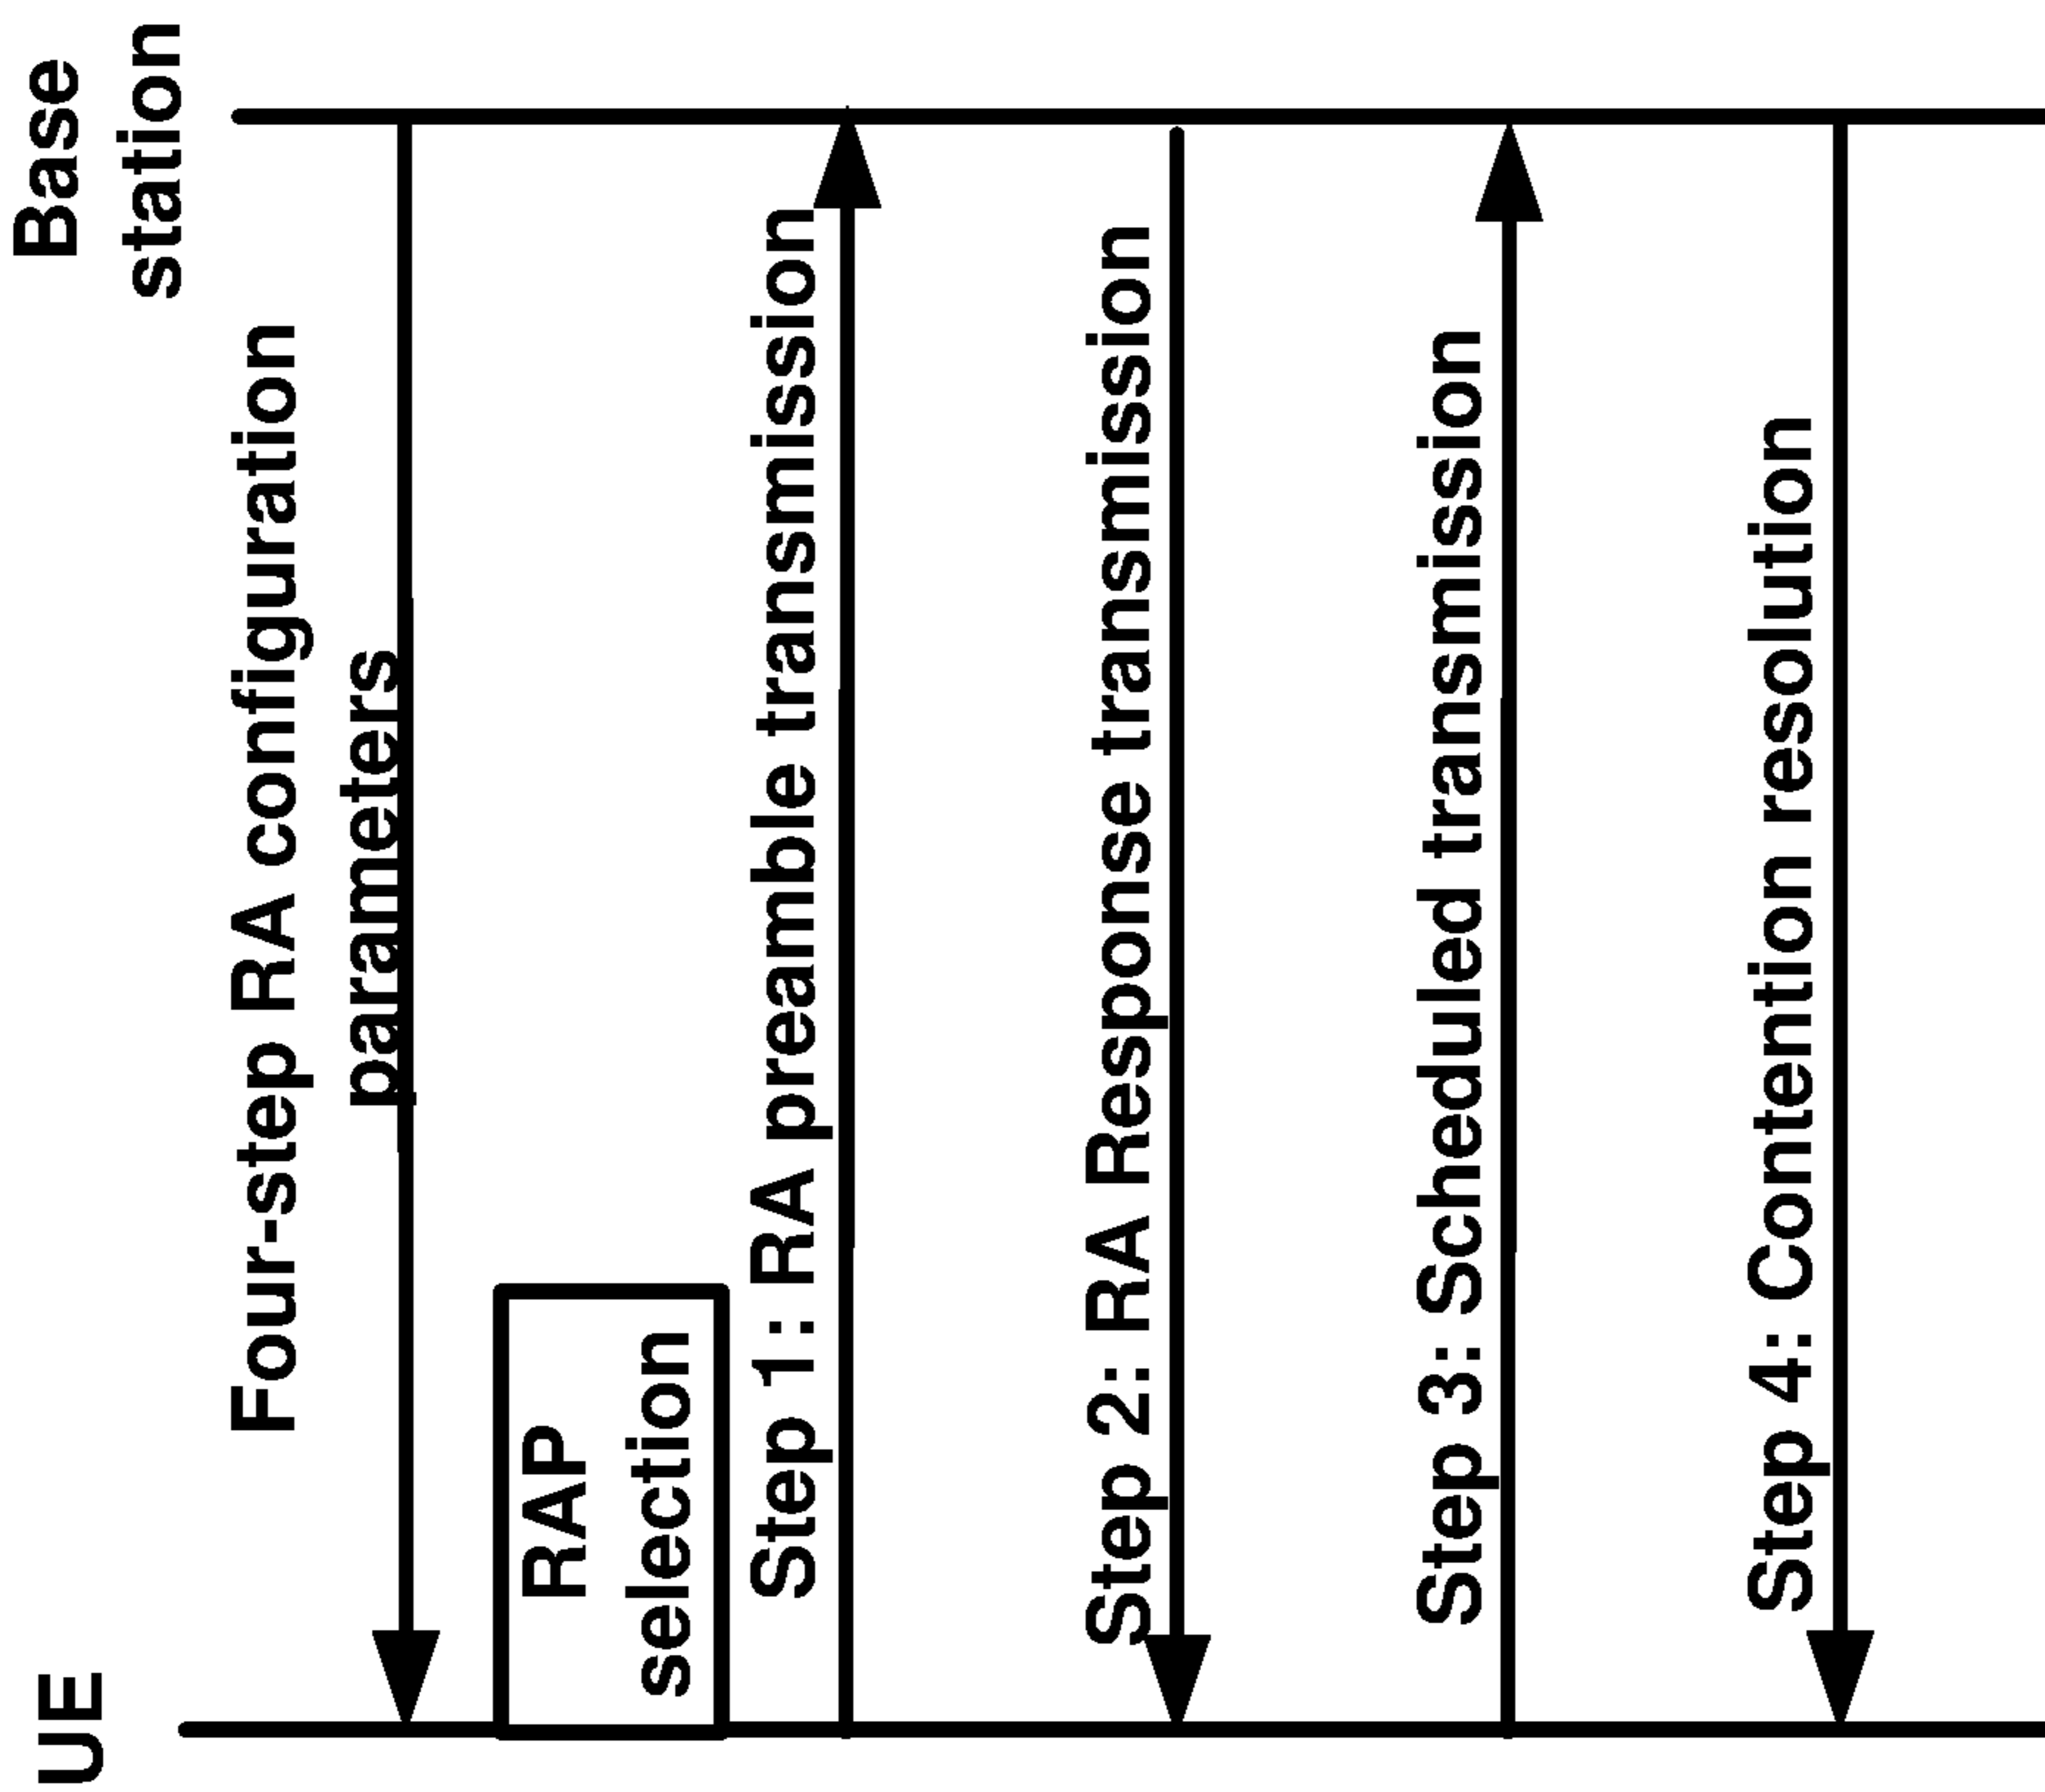 UE
Base
station
Four-step RA configuration
parameters
RAP
selection
Step 1: RA preamble transmission
Step 2: RA Response transmission
Step 3: Scheduled transmission
Step 4: Contention resolution